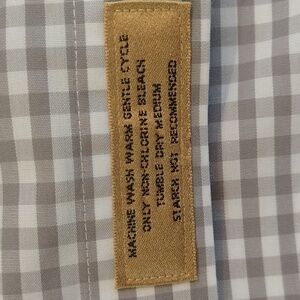 MACHINE WASH WARM GENTLE CYCLE
ONLY NON-CHLORINE BLEACH
TUMBLE DRY MEDIUM
STARCH NOT RECOMMENDED